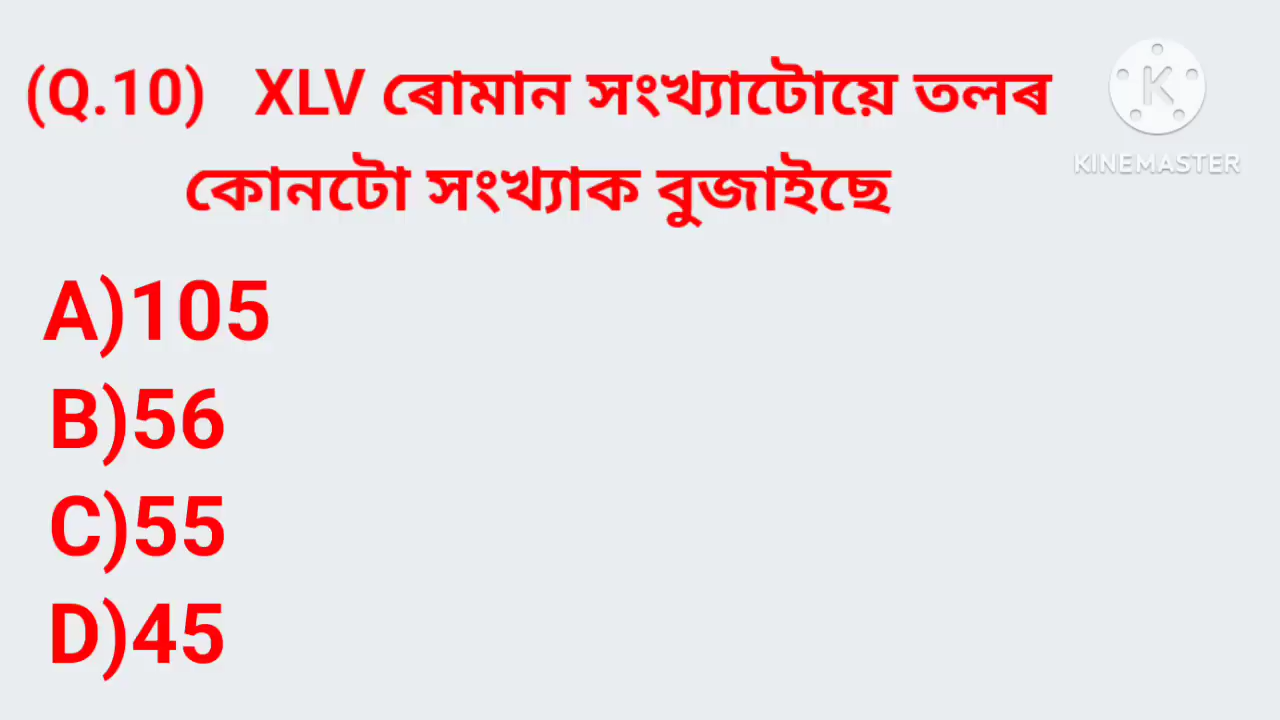 (Q.10) XLV ৰোমান সংখ্যাটোয়ে তলৰ
কোনটো সংখ্যাক বুজাইছে
A)105
B)56
C)55
D)45
K
KINEMASTER